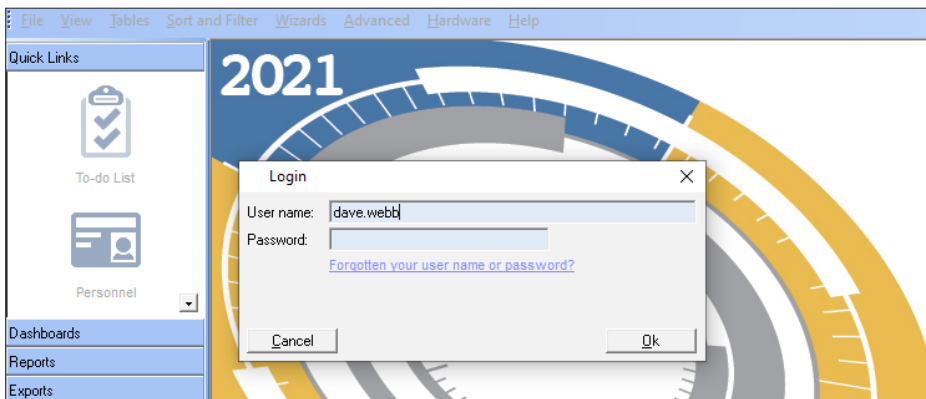 File View Tables Sort and Filter Wizards Advanced Hardware Help
Quick Links
2021
To-do List
Personnel
Dashboards
Reports
Exports
Login
User name: dave.webb
Password:
Forgotten your user name or password?
Cancel Ok